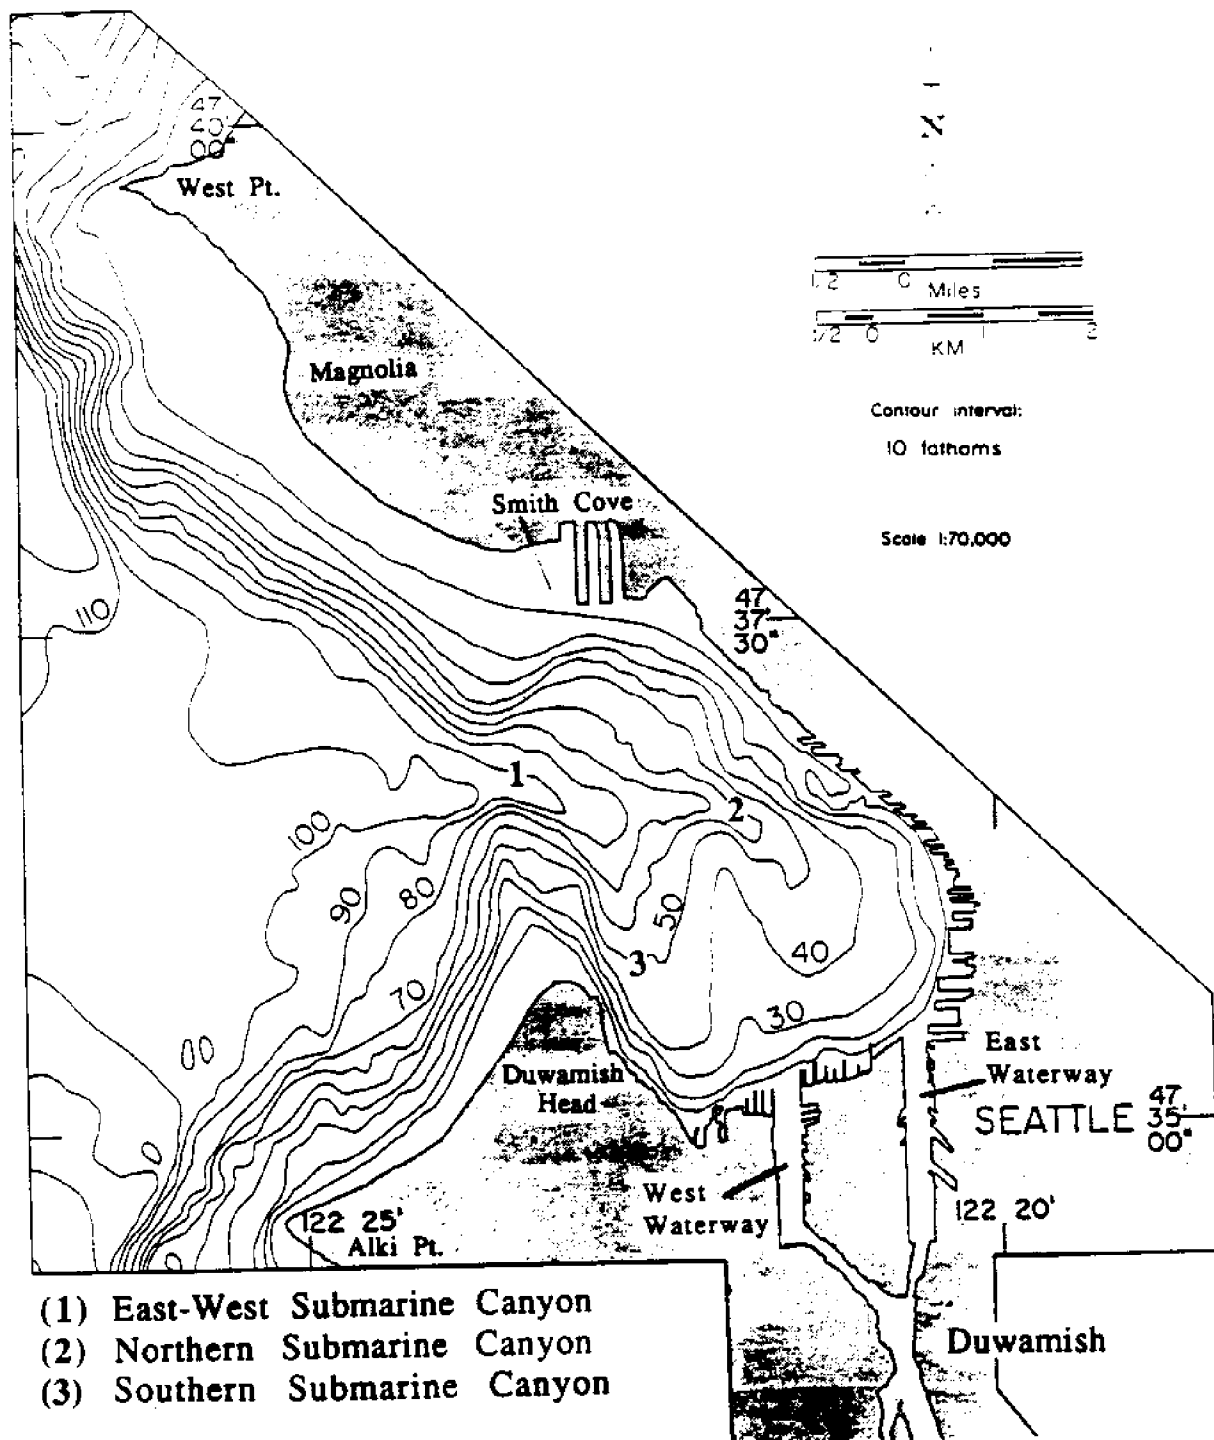 47
40'
00"
West Pt.
N
1/2 0
Miles
1/2 0 1 2
KM
Magnolia
Contour interval:
10 fathoms
Smith Cove
Scale 1:70,000
110
47
37'
30"
1
2
100
90
80
50
3
40
70
30
East
Waterway
Duwamish
Head
SEATTLE
47
35'
00"
West
Waterway
122 20'
122 25'
Alki Pt.
(1) East-West Submarine Canyon
(2) Northern Submarine Canyon
(3) Southern Submarine Canyon
Duwamish